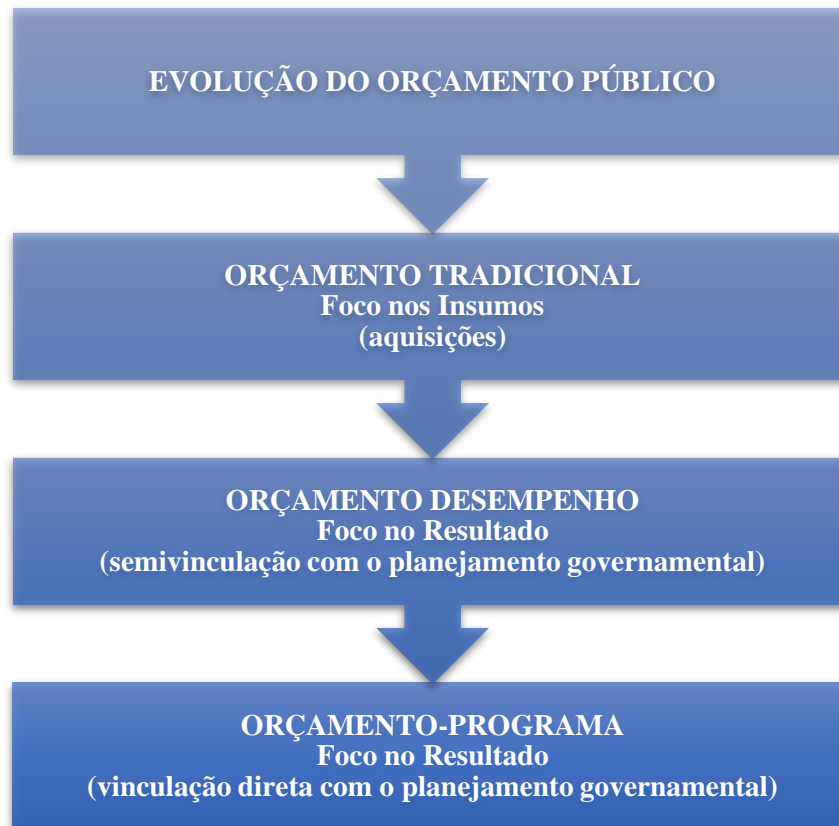 EVOLUÇÃO DO ORÇAMENTO PÚBLICO
ORÇAMENTO TRADICIONAL
Foco nos Insumos
(aquisições)
ORÇAMENTO DESEMPENHO
Foco no Resultado
(semivinculação com o planejamento governamental)
ORÇAMENTO-PROGRAMA
Foco no Resultado
(vinculação direta com o planejamento governamental)